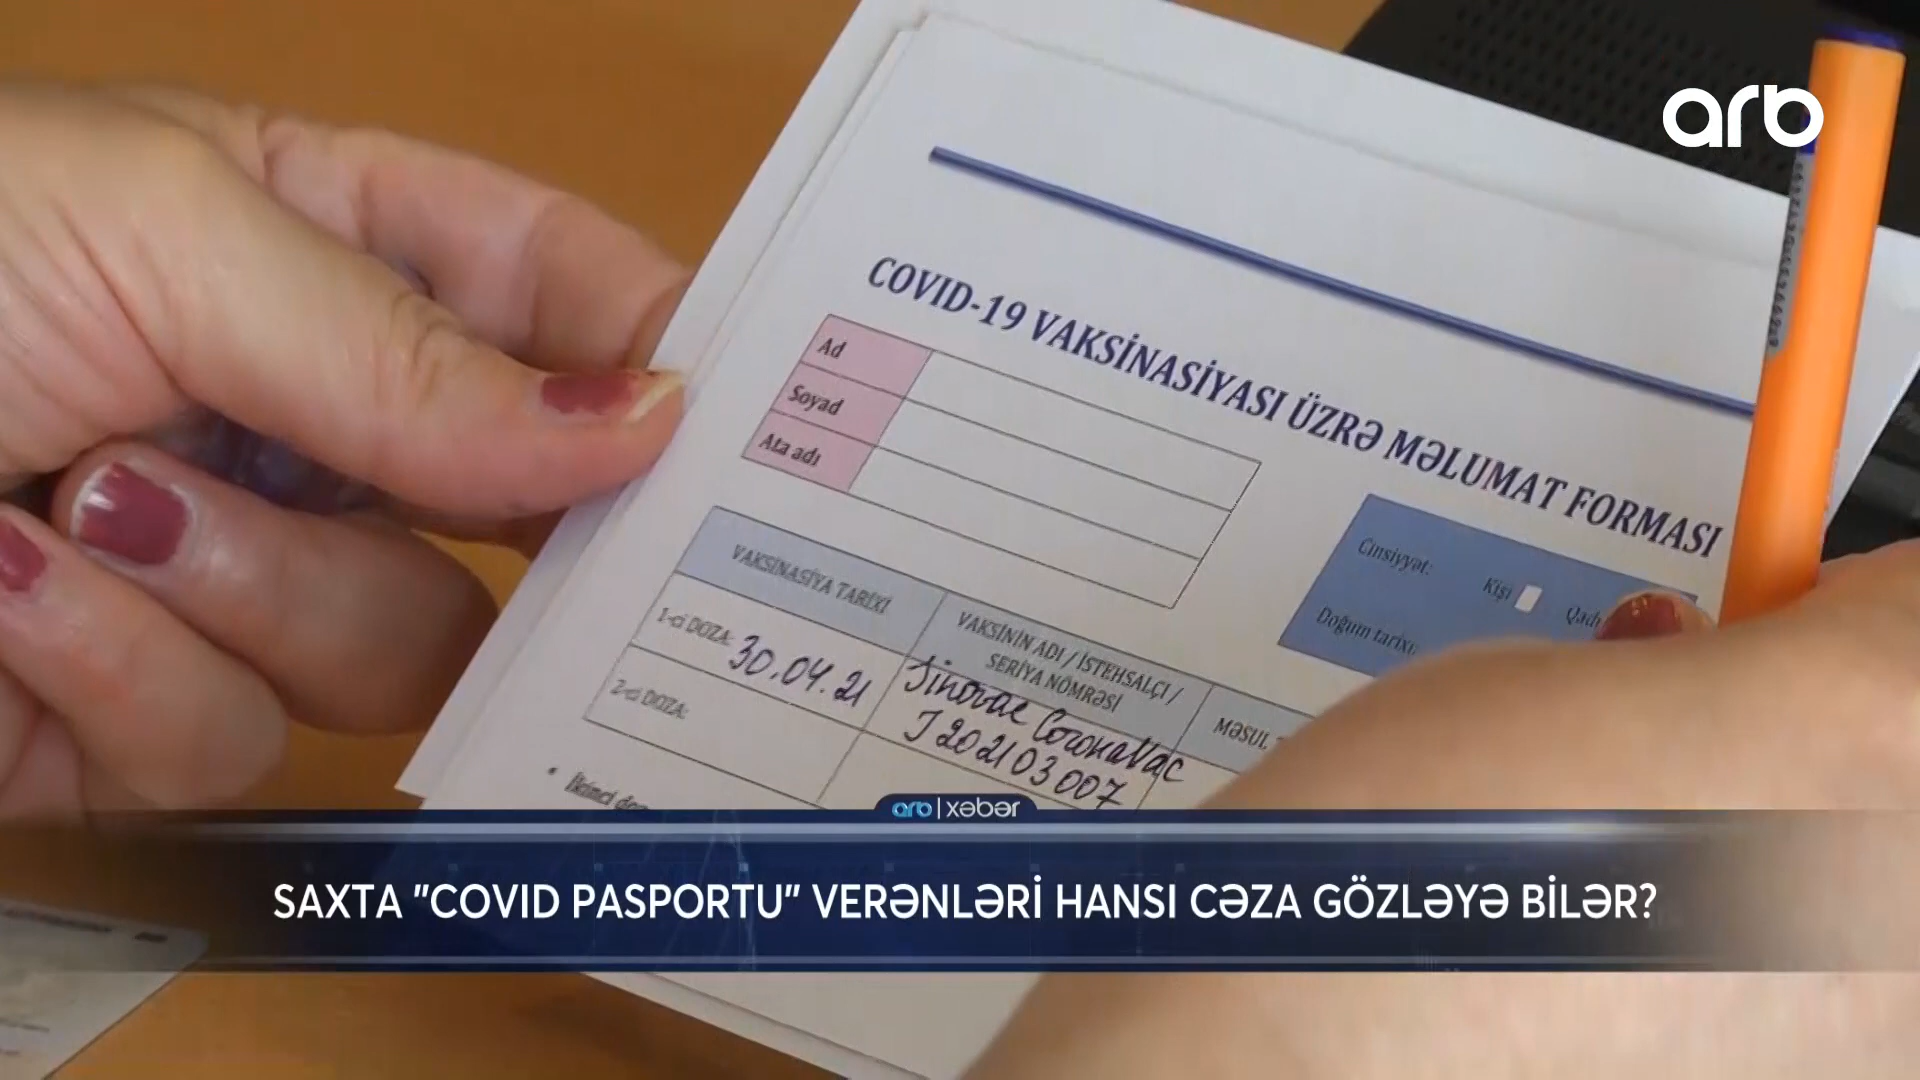 arb
COVID-19 VAKSİNASİYASI ÜZRƏ MƏLUMAT FORMASI
Ad
Soyad
Ata adı
Cinsiyyət:
Kişi
Doğum tarixi:
VAKSİNASİYA TARİXİ
VAKSİNİN ADI / İSTEHSALÇI /
SERİYA NÖMRƏSİ
MƏSUL
1-ci DOZA: 30.04.21
Sinovac CoronaVac
J202103007
2-ci DOZA:
İkinci
arb | xəbər
SAXTA "COVID PASPORTU" VERƏNLƏRİ HANSI CƏZA GÖZLƏYƏ BİLƏR?